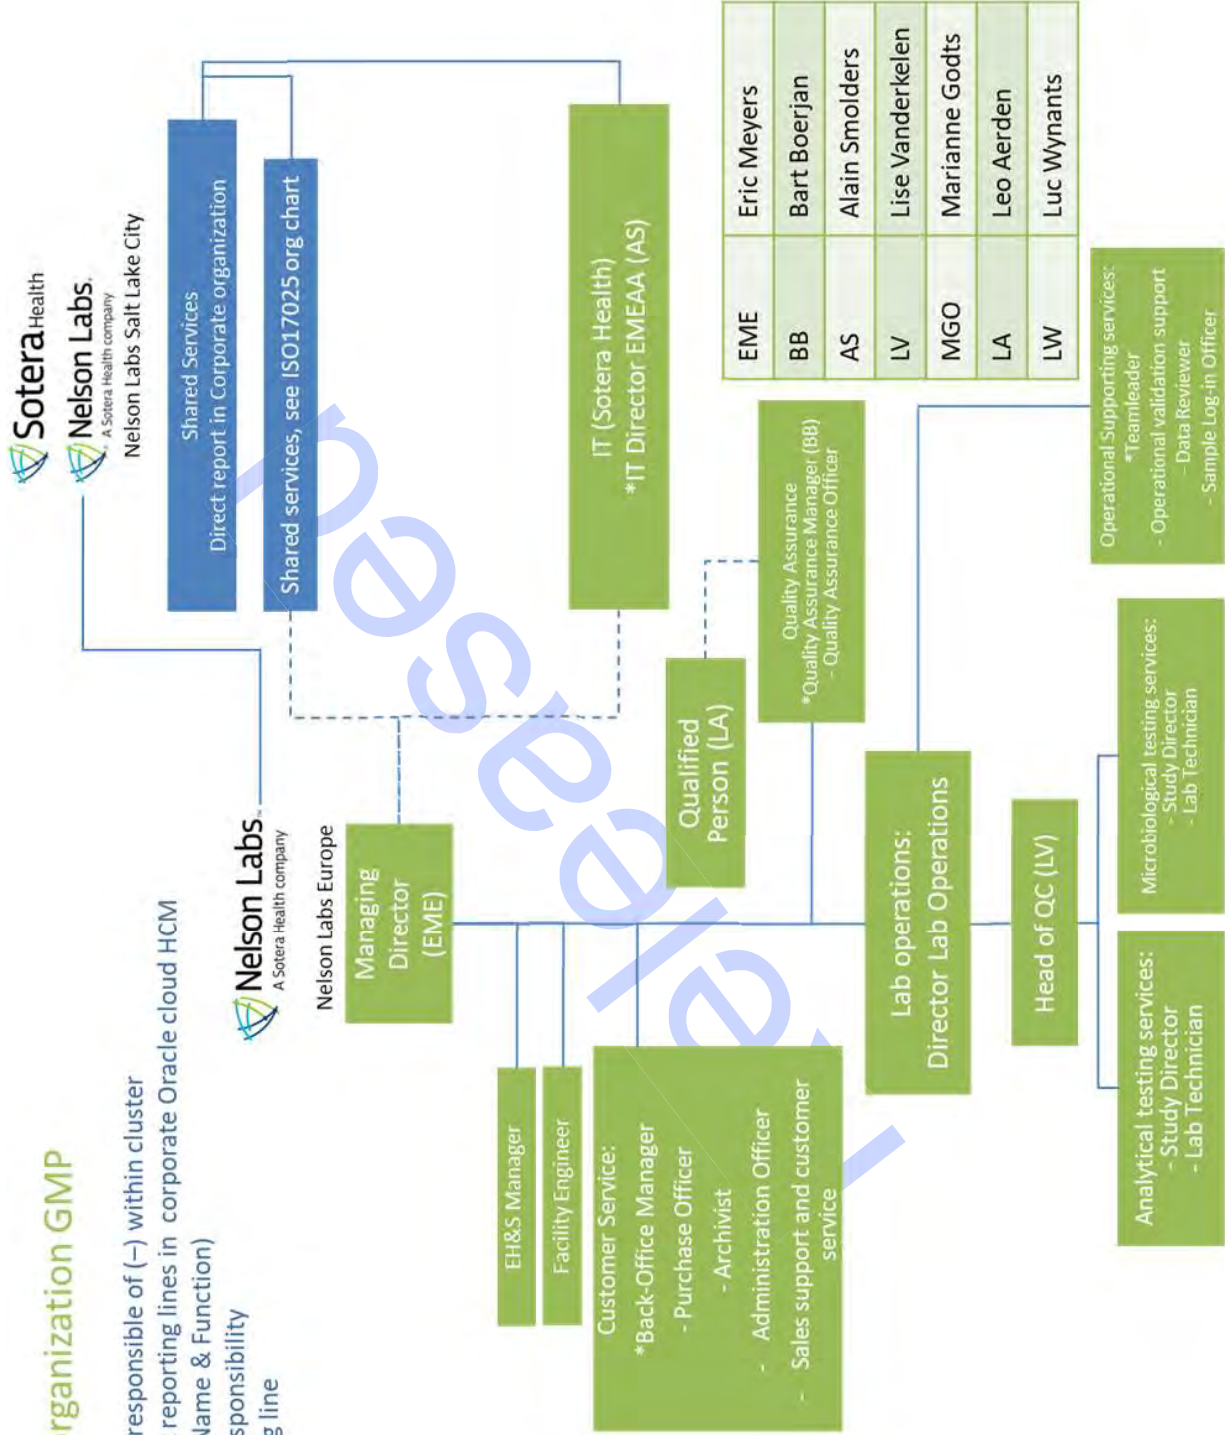 rganization GMP
responsible of (–) within cluster
reporting lines in corporate Oracle cloud HCM
Name & Function)
sponsibility
g line
Sotera Health
Nelson Labs.
A Sotera Health company
Nelson Labs Salt Lake City
Nelson Labs
A Sotera Health company
Nelson Labs Europe
Shared Services
Direct report in Corporate organization
Shared services, see ISO17025 org chart
Managing
Director
(EME)
EH&S Manager
Facility Engineer
Customer Service:
*Back-Office Manager
- Purchase Officer
- Archivist
- Administration Officer
- Sales support and customer
service
IT (Sotera Health)
*IT Director EMEAA (AS)
Qualified
Person (LA)
Quality Assurance
*Quality Assurance Manager (BB)
- Quality Assurance Officer
Lab operations:
Director Lab Operations
Head of QC (LV)
Analytical testing services:
- Study Director
- Lab Technician
Microbiological testing services:
- Study Director
- Lab Technician
Operational Supporting services:
*Teamleader
- Operational validation support
- Data Reviewer
- Sample Log-in Officer
EME Eric Meyers
BB Bart Boerjan
AS Alain Smolders
LV Lise Vanderkelen
MGO Marianne Godts
LA Leo Aerden
LW Luc Wynants